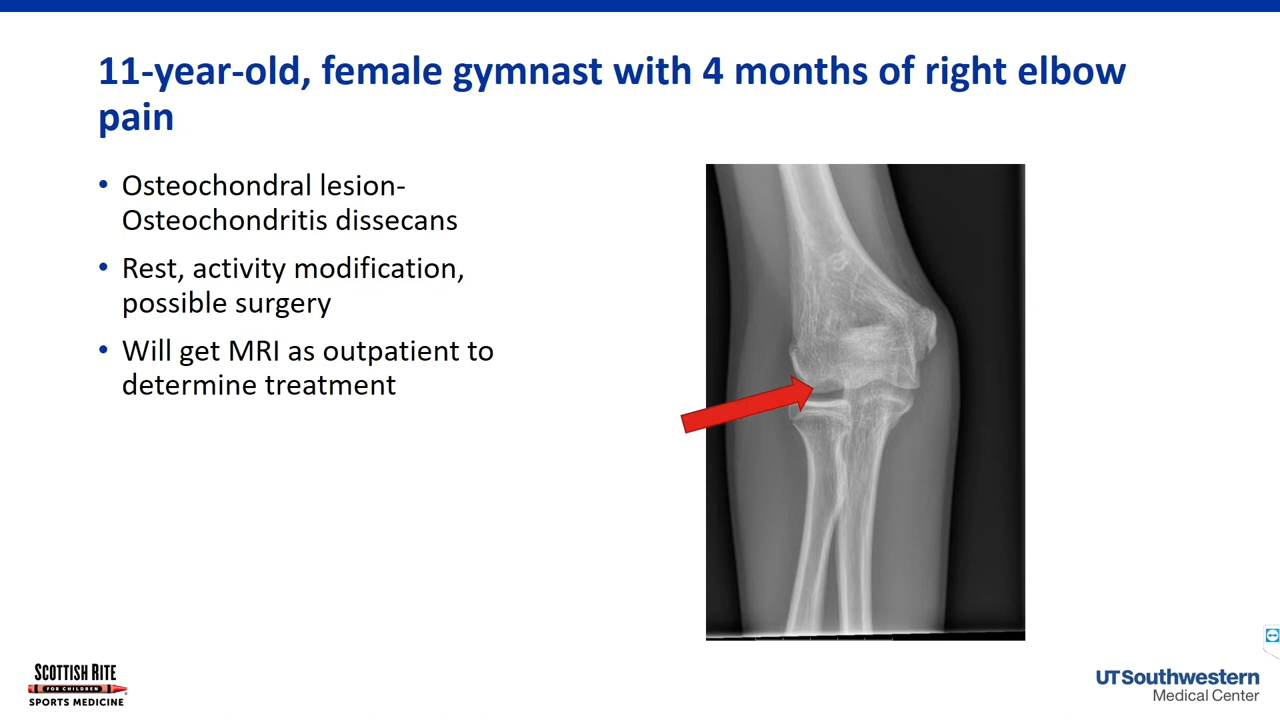 11-year-old, female gymnast with 4 months of right elbow
pain
• Osteochondral lesion-
Osteochondritis dissecans
• Rest, activity modification,
possible surgery
• Will get MRI as outpatient to
determine treatment
SCOTTISH RITE
FOR CHILDREN
SPORTS MEDICINE
UTSouthwestern
Medical Center